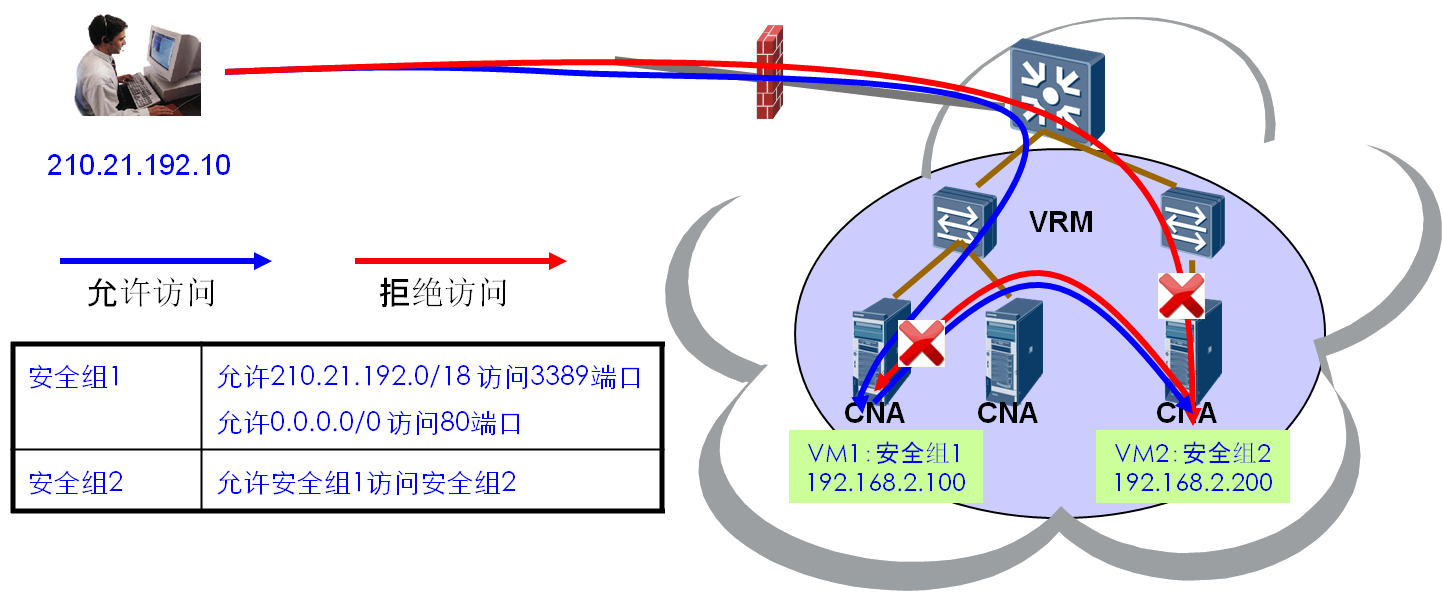 210.21.192.10
允许访问
拒绝访问
安全组1
允许210.21.192.0/18 访问3389端口
允许0.0.0.0/0 访问80端口
安全组2
允许安全组1访问安全组2
VRM
CNA
CNA
CNA
VM1：安全组1
192.168.2.100
VM2：安全组2
192.168.2.200